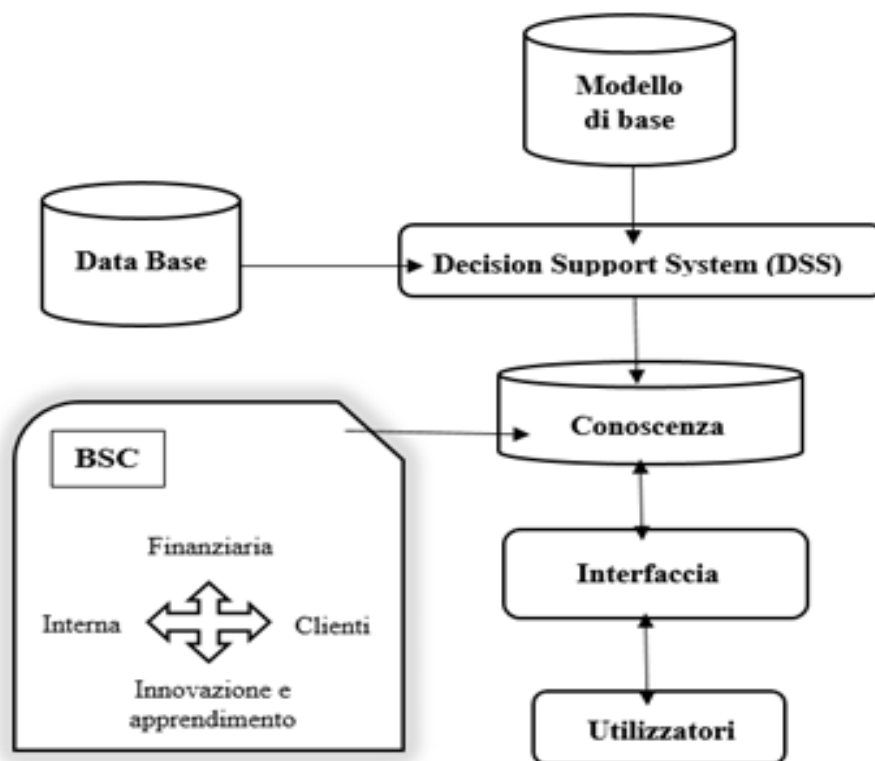 Modello
di base
Data Base
Decision Support System (DSS)
Conoscenza
BSC
Finanziaria
Interna
Clienti
Innovazione e
apprendimento
Interfaccia
Utilizzatori